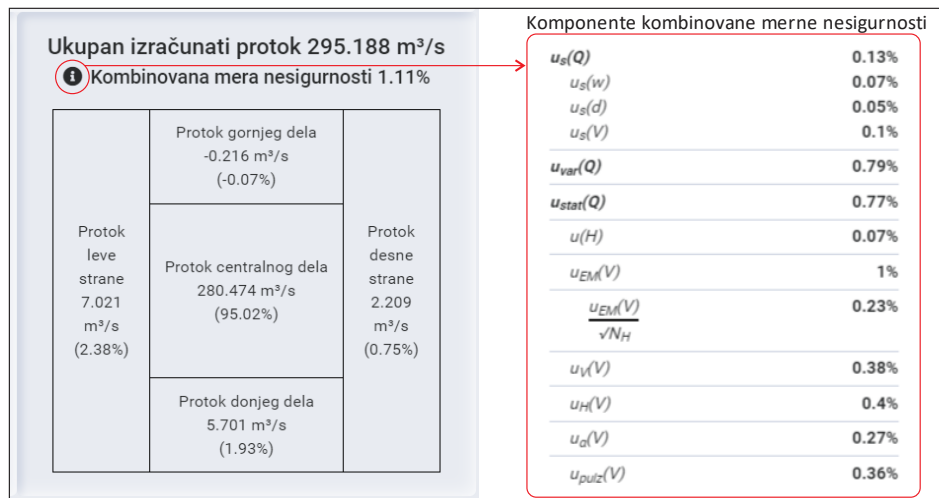 Komponente kombinovane merne nesigurnosti
Ukupan izračunati protok 295.188 m³/s
Kombinovana mera nesigurnosti 1.11%
Protok gornjeg dela
-0.216 m³/s
(-0.07%)
Protok
leve
strane
7.021
m³/s
(2.38%)
Protok centralnog dela
280.474 m³/s
(95.02%)
Protok
desne
strane
2.209
m³/s
(0.75%)
Protok donjeg dela
5.701 m³/s
(1.93%)
us(Q) 0.13%
us(w) 0.07%
us(d) 0.05%
us(V) 0.1%
uvar(Q) 0.79%
ustat(Q) 0.77%
u(H) 0.07%
uEM(V) 1%
uEM(V) 0.23%
√NH
uV(V) 0.38%
uH(V) 0.4%
uα(V) 0.27%
upulz(V) 0.36%